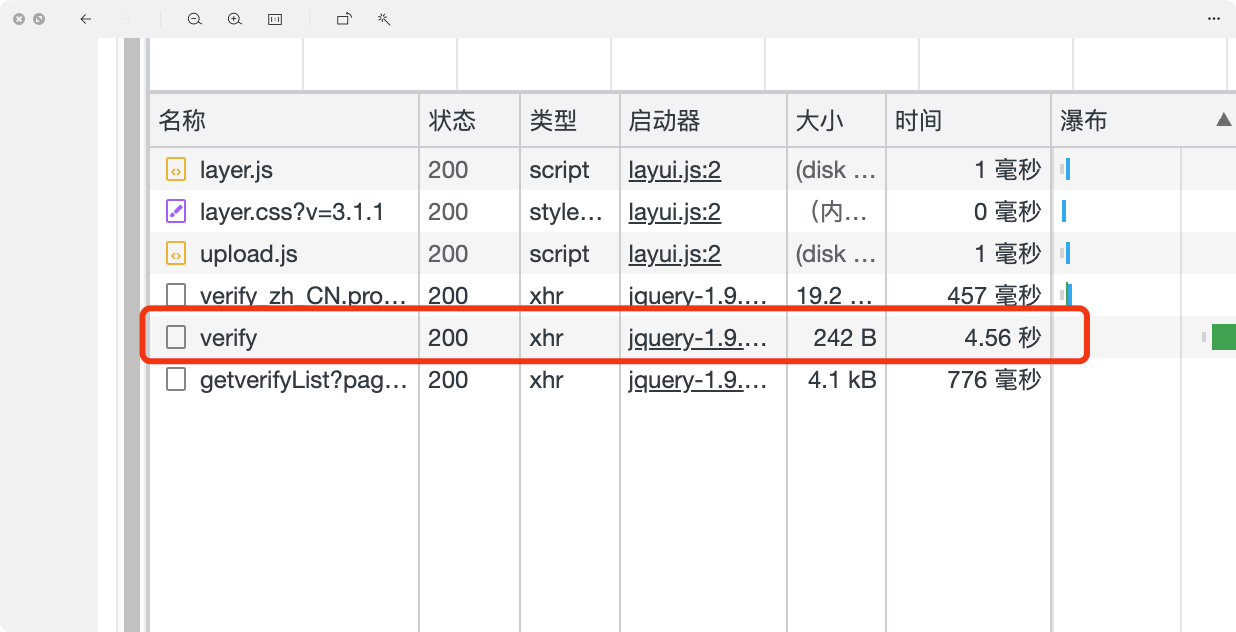 名称 状态 类型 启动器 大小 时间 瀑布
layer.js 200 script layui.js:2 (disk … 1 毫秒
layer.css?v=3.1.1 200 style… layui.js:2 (内… 0 毫秒
upload.js 200 script layui.js:2 (disk … 1 毫秒
verify_zh_CN.pro… 200 xhr jquery-1.9.… 19.2 … 457 毫秒
verify 200 xhr jquery-1.9.… 242 B 4.56 秒
getverifyList?pag… 200 xhr jquery-1.9.… 4.1 kB 776 毫秒